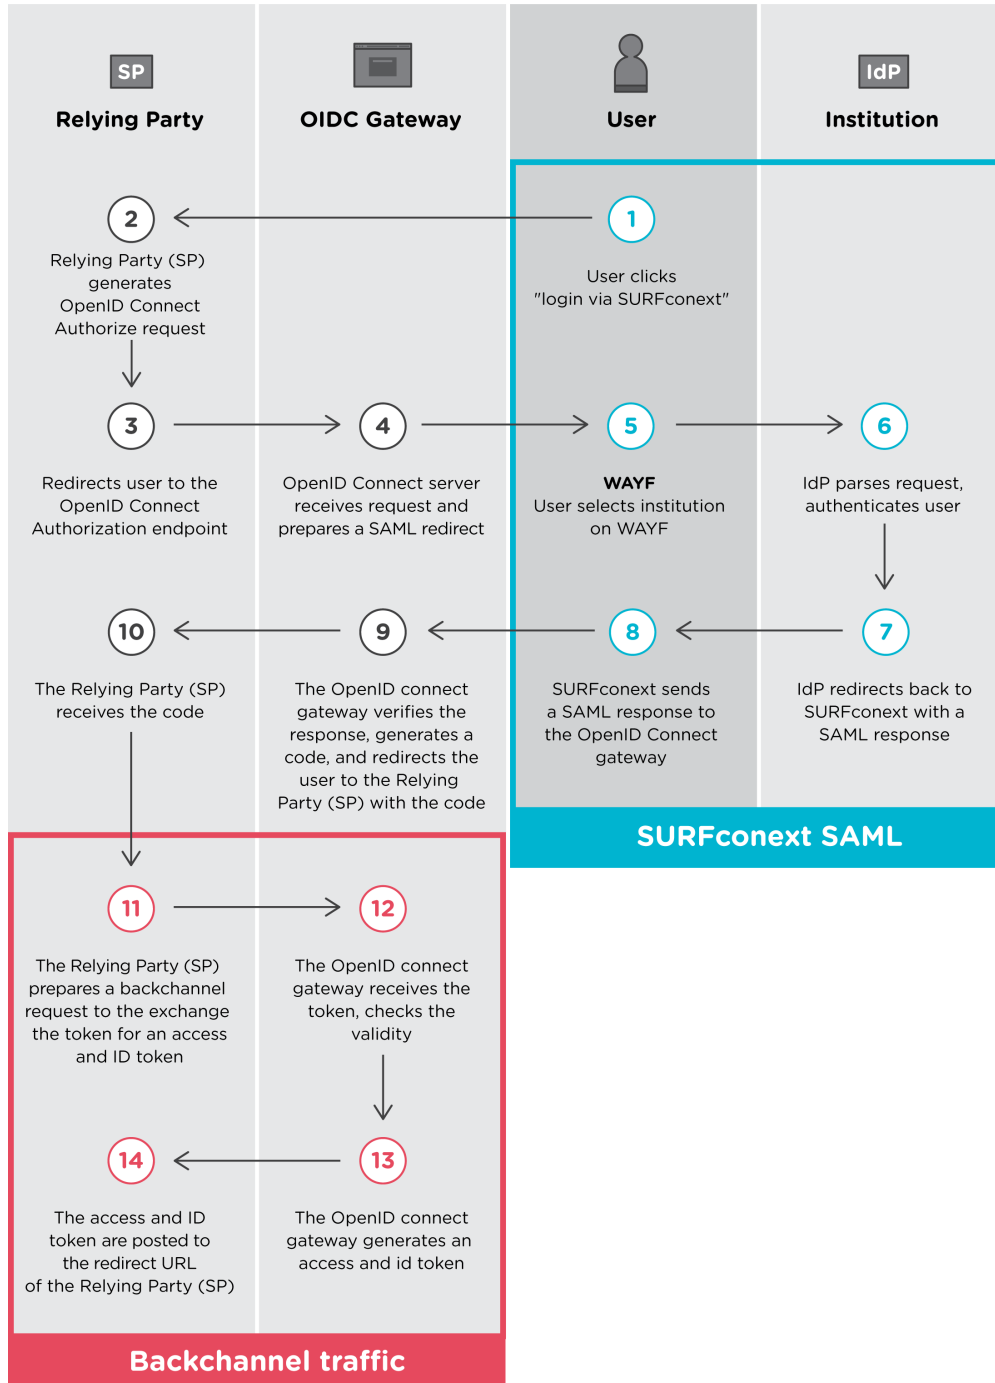 SP
IdP
Relying Party
OIDC Gateway
User
Institution
2
1
Relying Party (SP)
generates
OpenID Connect
Authorize request
User clicks
"login via SURFconext"
3
4
5
6
Redirects user to the
OpenID Connect
Authorization endpoint
OpenID Connect server
receives request and
prepares a SAML redirect
WAYF
User selects institution
on WAYF
IdP parses request,
authenticates user
10
9
8
7
The Relying Party (SP)
receives the code
The OpenID connect
gateway verifies the
response, generates a
code, and redirects the
user to the Relying
Party (SP) with the code
SURFconext sends
a SAML response to
the OpenID Connect
gateway
IdP redirects back to
SURFconext with a
SAML response
SURFconext SAML
11
12
The Relying Party (SP)
prepares a backchannel
request to the exchange
the token for an access
and ID token
The OpenID connect
gateway receives the
token, checks the
validity
14
13
The access and ID
token are posted to
the redirect URL
of the Relying Party (SP)
The OpenID connect
gateway generates an
access and id token
Backchannel traffic